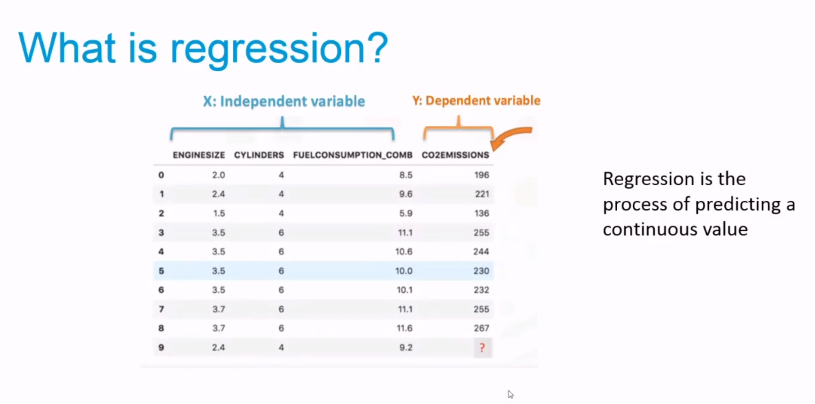 What is regression?
X: Independent variable
Y: Dependent variable
ENGINESIZE CYLINDERS FUELCONSUMPTION_COMB CO2EMISSIONS
0 2.0 4 8.5 196
1 2.4 4 9.6 221
2 1.5 4 5.9 136
3 3.5 6 11.1 255
4 3.5 6 10.6 244
5 3.5 6 10.0 230
6 3.5 6 10.1 232
7 3.7 6 11.1 255
8 3.7 6 11.6 267
9 2.4 4 9.2 ?
Regression is the
process of predicting a
continuous value